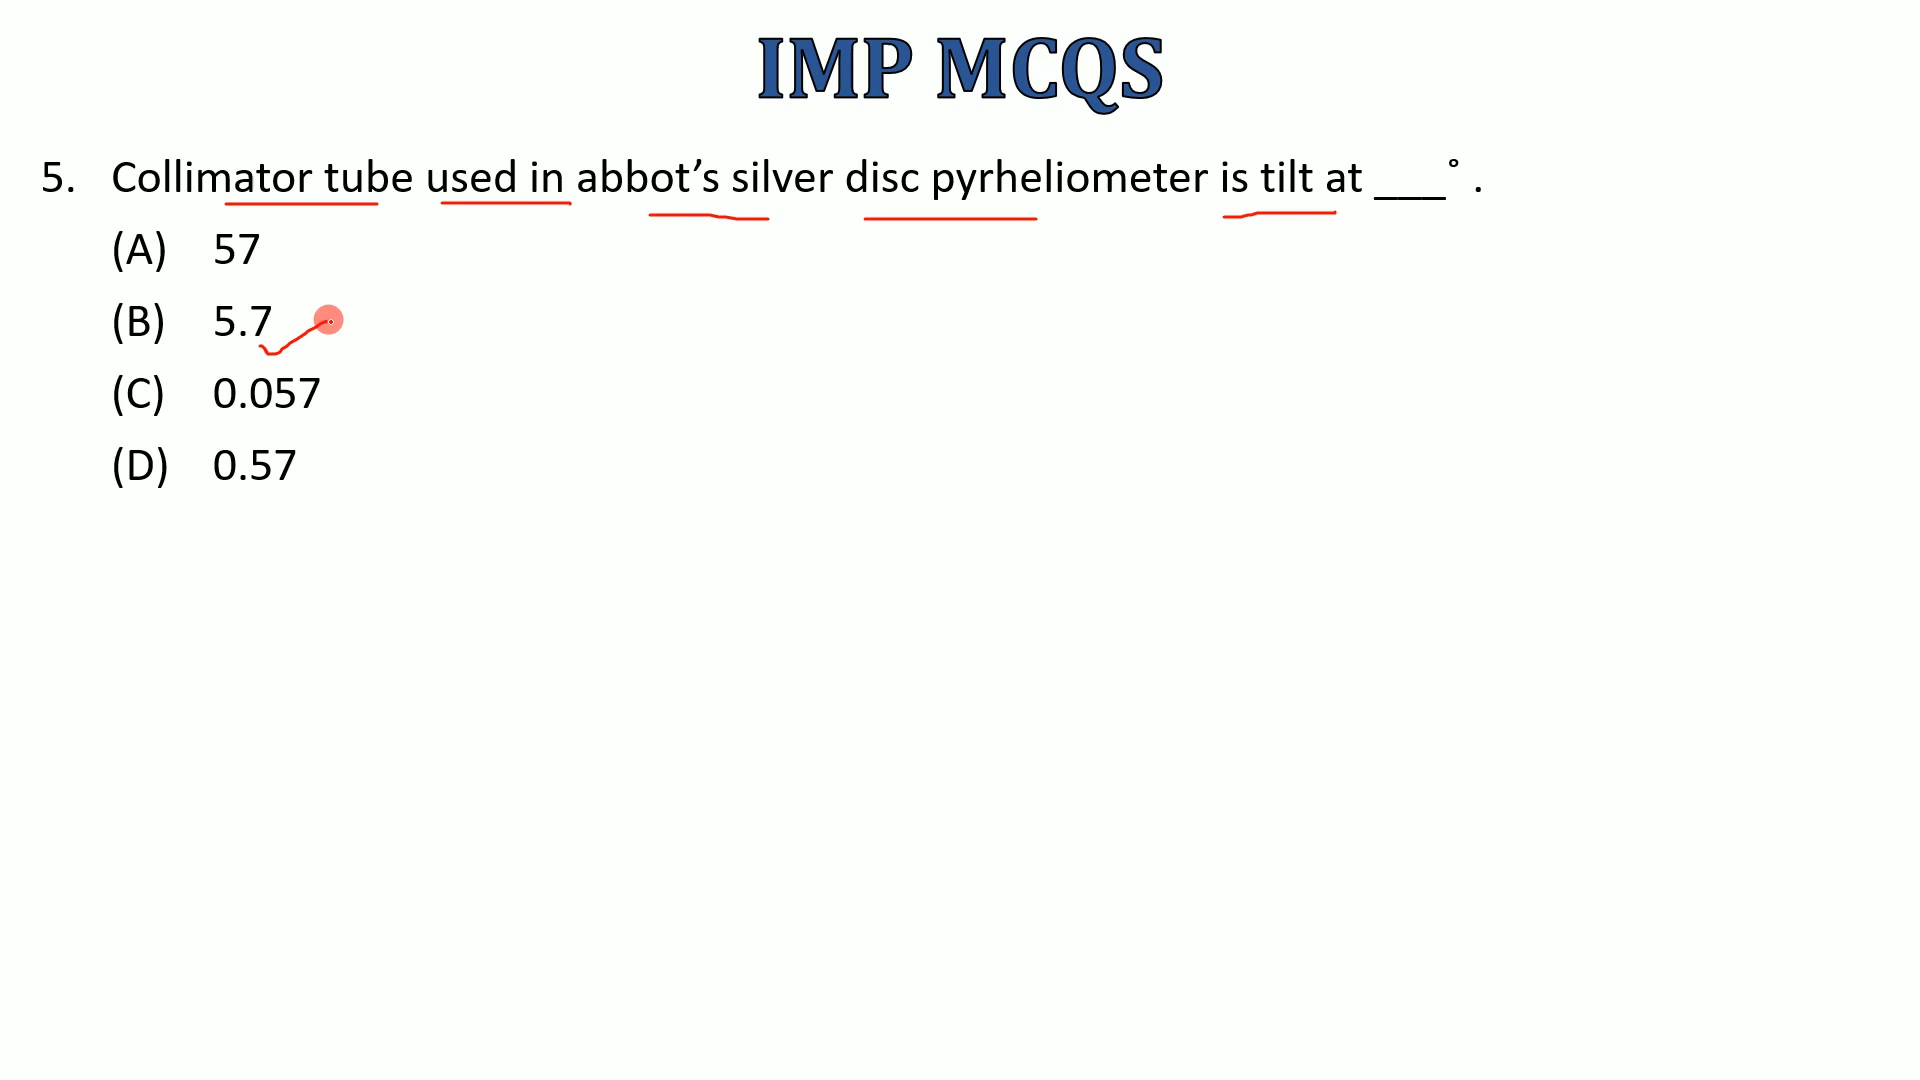 IMP MCQS
5. Collimator tube used in abbot’s silver disc pyrheliometer is tilt at ___° .
(A) 57
(B) 5.7
(C) 0.057
(D) 0.57